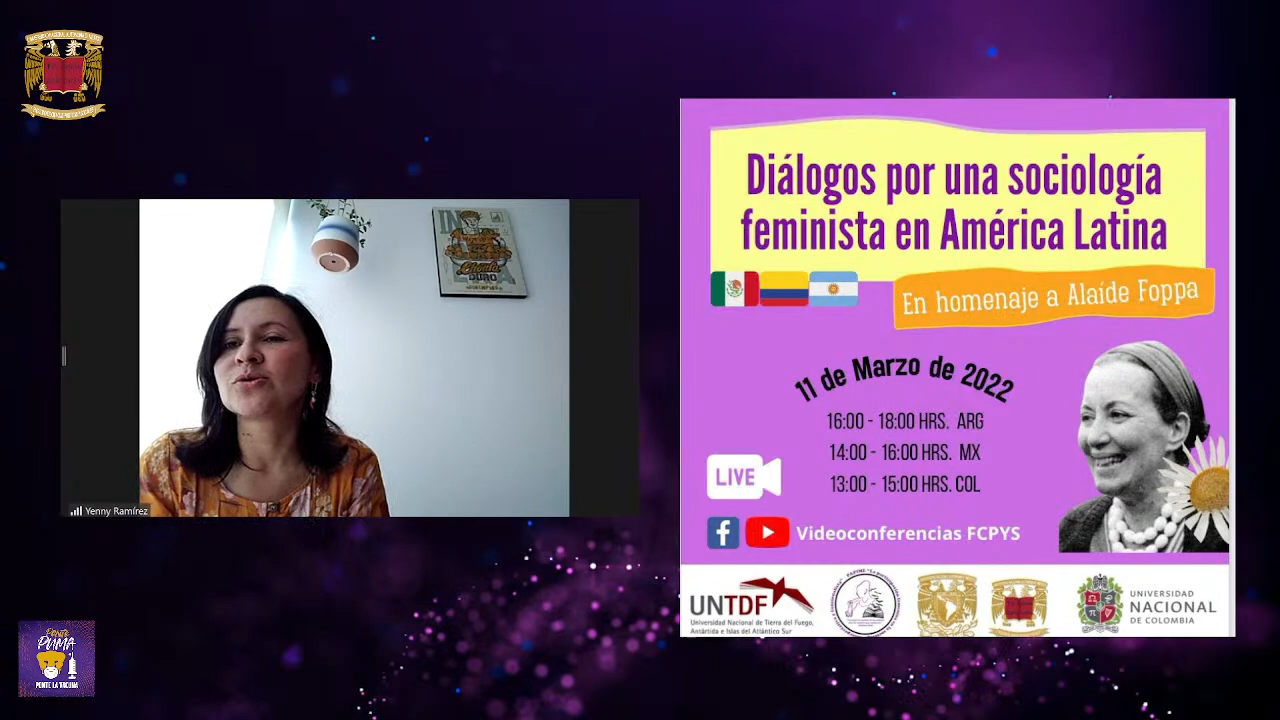 Diálogos por una sociología
feminista en América Latina
En homenaje a Alaíde Foppa
11 de Marzo de 2022
16:00 - 18:00 HRS. ARG
14:00 - 16:00 HRS. MX
13:00 - 15:00 HRS. COL
LIVE
Videoconferencias FCPYS
UNTDF
Universidad Nacional de Tierra del Fuego,
Antártida e Islas del Atlántico Sur
UNIVERSIDAD
NACIONAL
DE COLOMBIA
Yenny Ramírez
PUMA
PONTE LA VACUNA